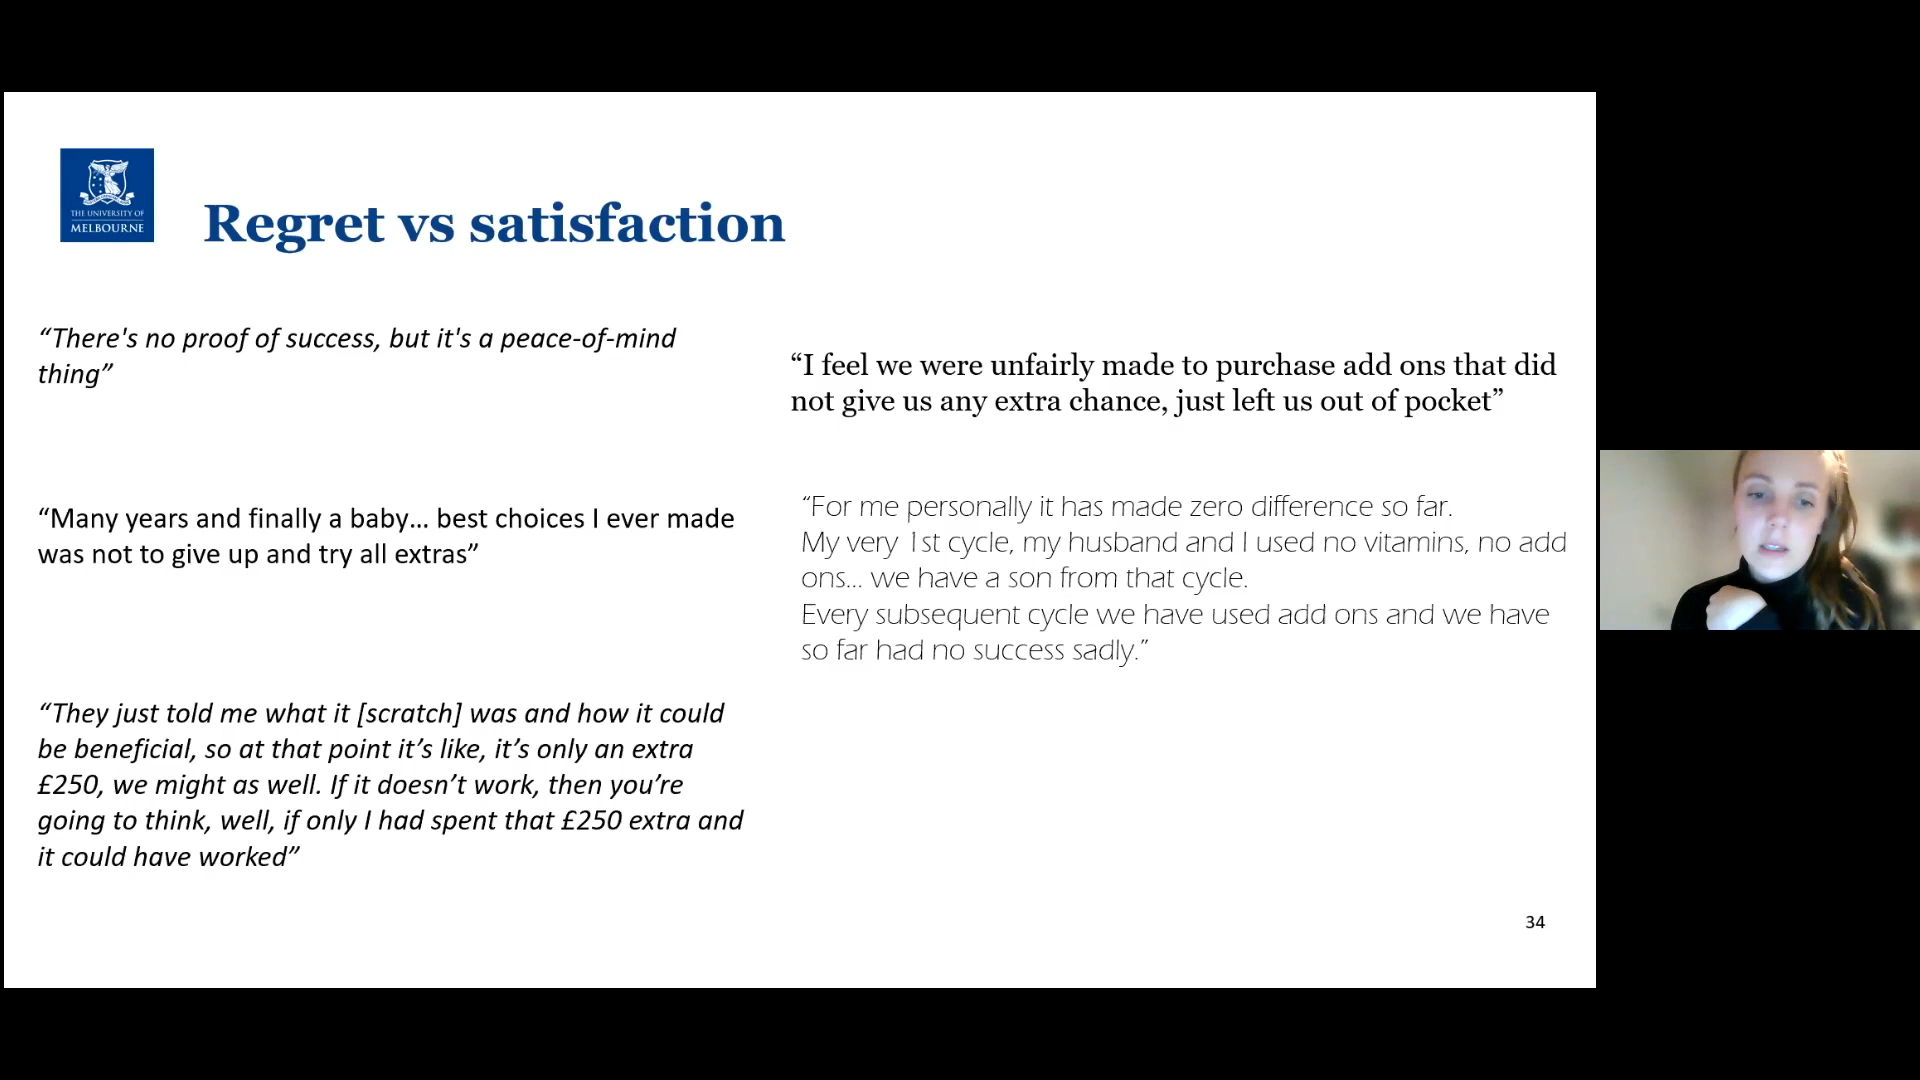 THE UNIVERSITY OF
MELBOURNE
Regret vs satisfaction
“There's no proof of success, but it's a peace-of-mind
thing”
“Many years and finally a baby… best choices I ever made
was not to give up and try all extras”
“They just told me what it [scratch] was and how it could
be beneficial, so at that point it’s like, it’s only an extra
£250, we might as well. If it doesn’t work, then you’re
going to think, well, if only I had spent that £250 extra and
it could have worked”
“I feel we were unfairly made to purchase add ons that did
not give us any extra chance, just left us out of pocket”
“For me personally it has made zero difference so far.
My very 1st cycle, my husband and I used no vitamins, no add
ons… we have a son from that cycle.
Every subsequent cycle we have used add ons and we have
so far had no success sadly.”
34